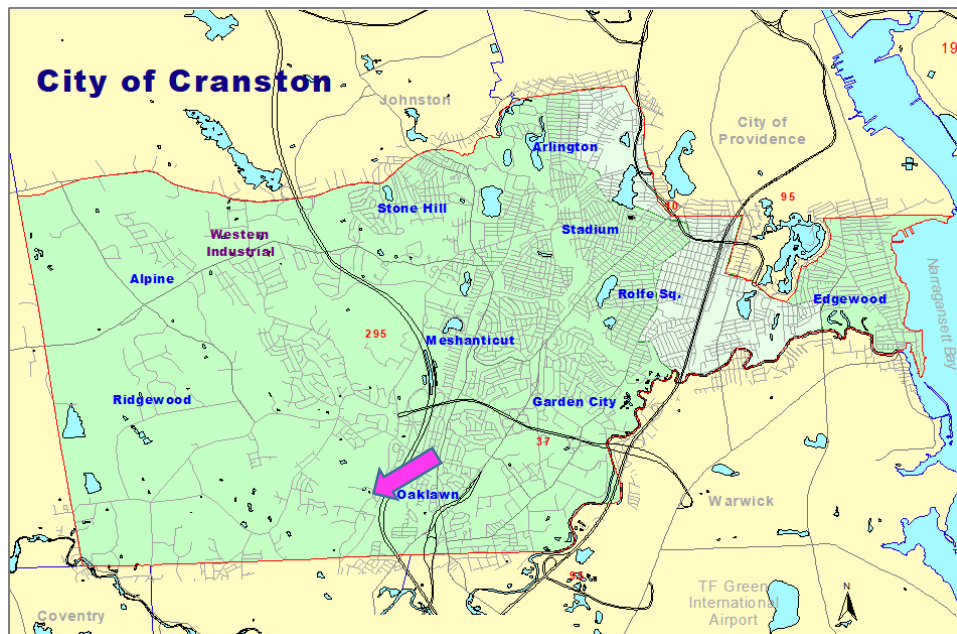 City of Cranston
19
Johnston
City of
Providence
Arlington
95
10
Stone Hill
Stadium
Western
Industrial
Alpine
Rolfe Sq.
Edgewood
Narragansett Bay
295
Meshanticut
Ridgewood
Garden City
37
Oaklawn
Warwick
TF Green
International
Airport
N
Coventry